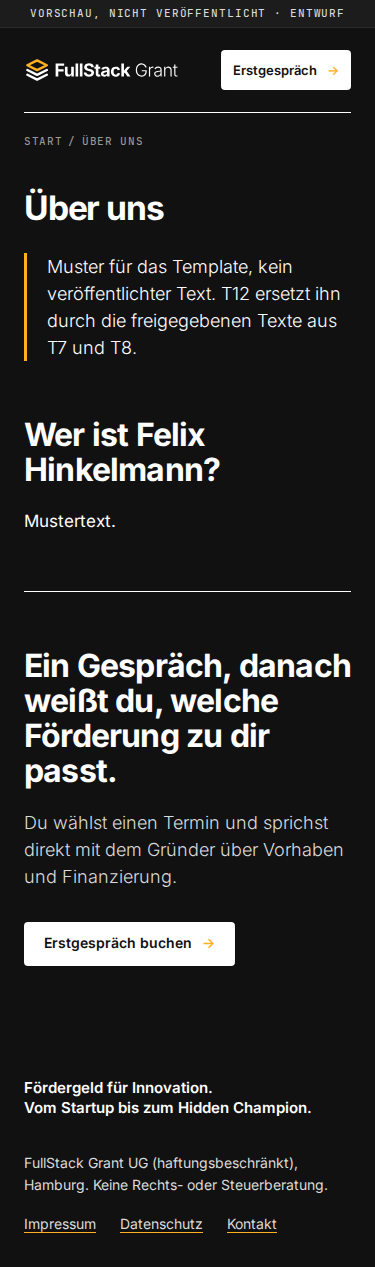 VORSCHAU, NICHT VERÖFFENTLICHT · ENTWURF
FullStack Grant
Erstgespräch →
START / ÜBER UNS
Über uns
Muster für das Template, kein
veröffentlichter Text. T12 ersetzt ihn
durch die freigegebenen Texte aus
T7 und T8.
Wer ist Felix
Hinkelmann?
Mustertext.
Ein Gespräch, danach
weißt du, welche
Förderung zu dir
passt.
Du wählst einen Termin und sprichst
direkt mit dem Gründer über Vorhaben
und Finanzierung.
Erstgespräch buchen →
Fördergeld für Innovation.
Vom Startup bis zum Hidden Champion.
FullStack Grant UG (haftungsbeschränkt),
Hamburg. Keine Rechts- oder Steuerberatung.
Impressum Datenschutz Kontakt